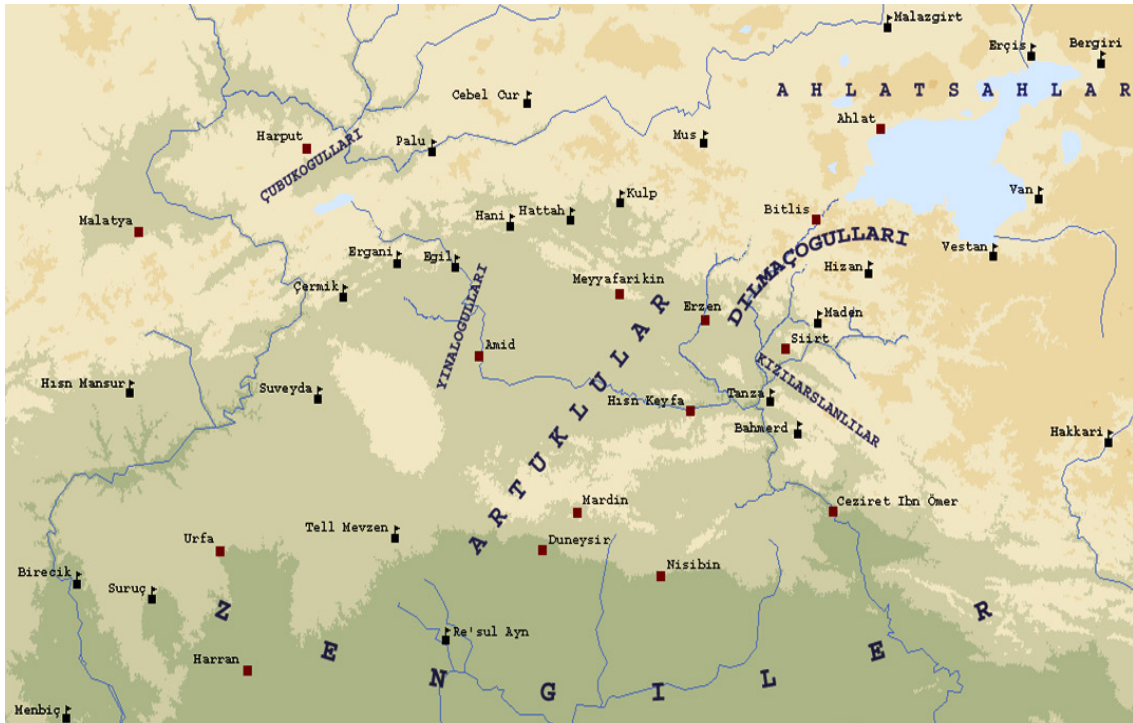 Malazgirt
Erçis
Bergiri
AHLATSAHLAR
Cebel Cur
Ahlat
Harput
Palu
Mus
ÇUBUKOGULLARI
Kulp
Van
Malatya
Hani
Hattah
Bitlis
Vestan
Ergani
Egil
DILMAÇOGULLARI
Hizan
Çermik
Meyyafarikin
Erzen
Maden
YINALOGULLARI
Amid
Siirt
ARTUKLULAR
KIZILARSLANLILAR
Hısn Mansur
Suveyda
Hısn Keyfa
Tanza
Bahmerd
Hakkari
Mardin
Ceziret Ibn Ömer
Tell Mevzen
Urfa
Duneysir
Nisibin
Birecik
Suruç
ZENGILER
Re'sul Ayn
Harran
Menbiç